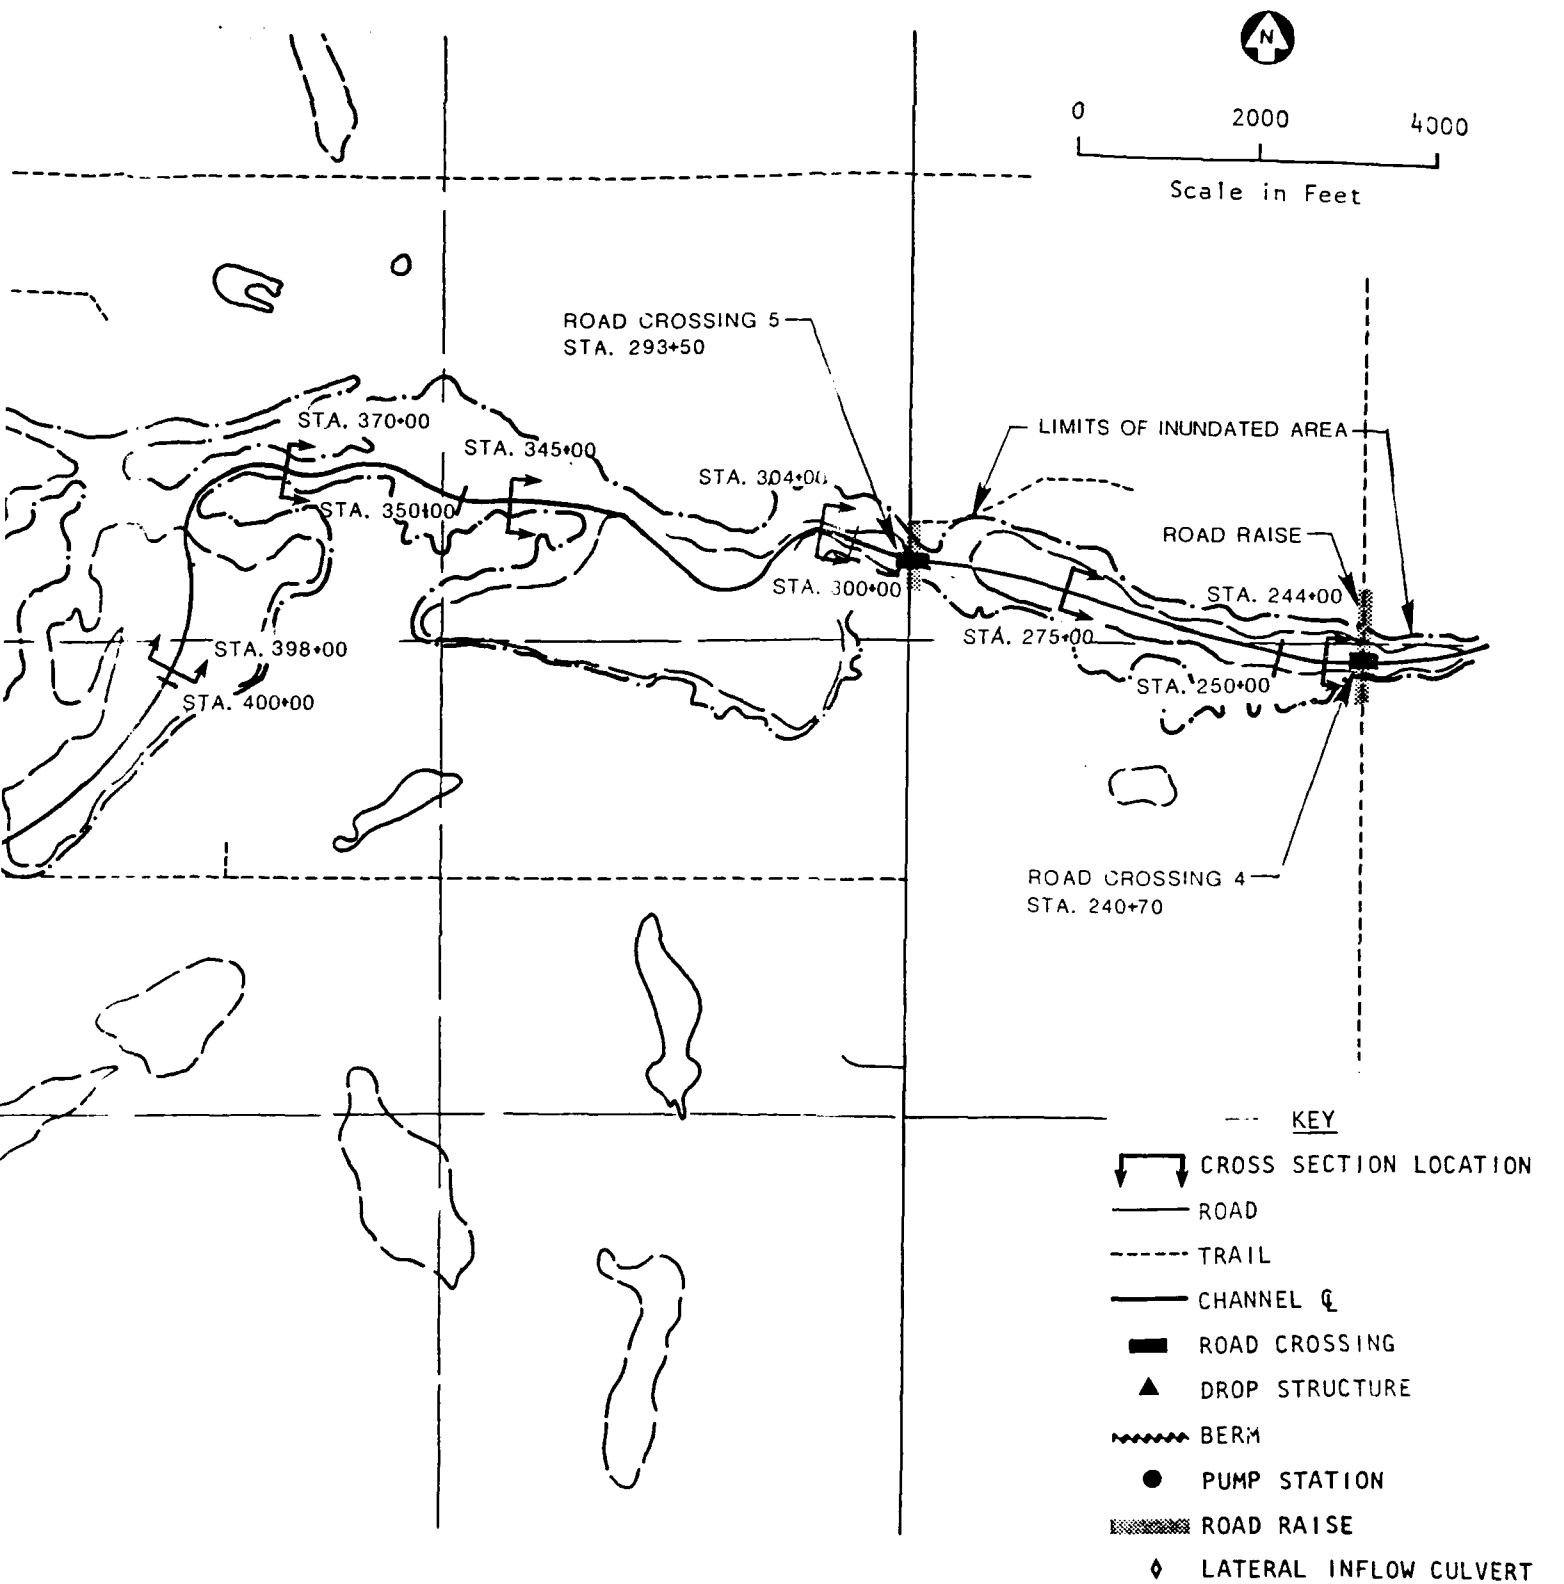 N
0 2000 4000
Scale in Feet
ROAD CROSSING 5
STA. 293+50
STA. 370+00
LIMITS OF INUNDATED AREA
STA. 345+00
STA. 304+00
STA. 350+00
ROAD RAISE
STA. 300+00
STA. 244+00
STA. 275+00
STA. 398+00
STA. 250+00
STA. 400+00
ROAD CROSSING 4
STA. 240+70
KEY
CROSS SECTION LOCATION
ROAD
TRAIL
CHANNEL ℄
ROAD CROSSING
DROP STRUCTURE
BERM
PUMP STATION
ROAD RAISE
LATERAL INFLOW CULVERT